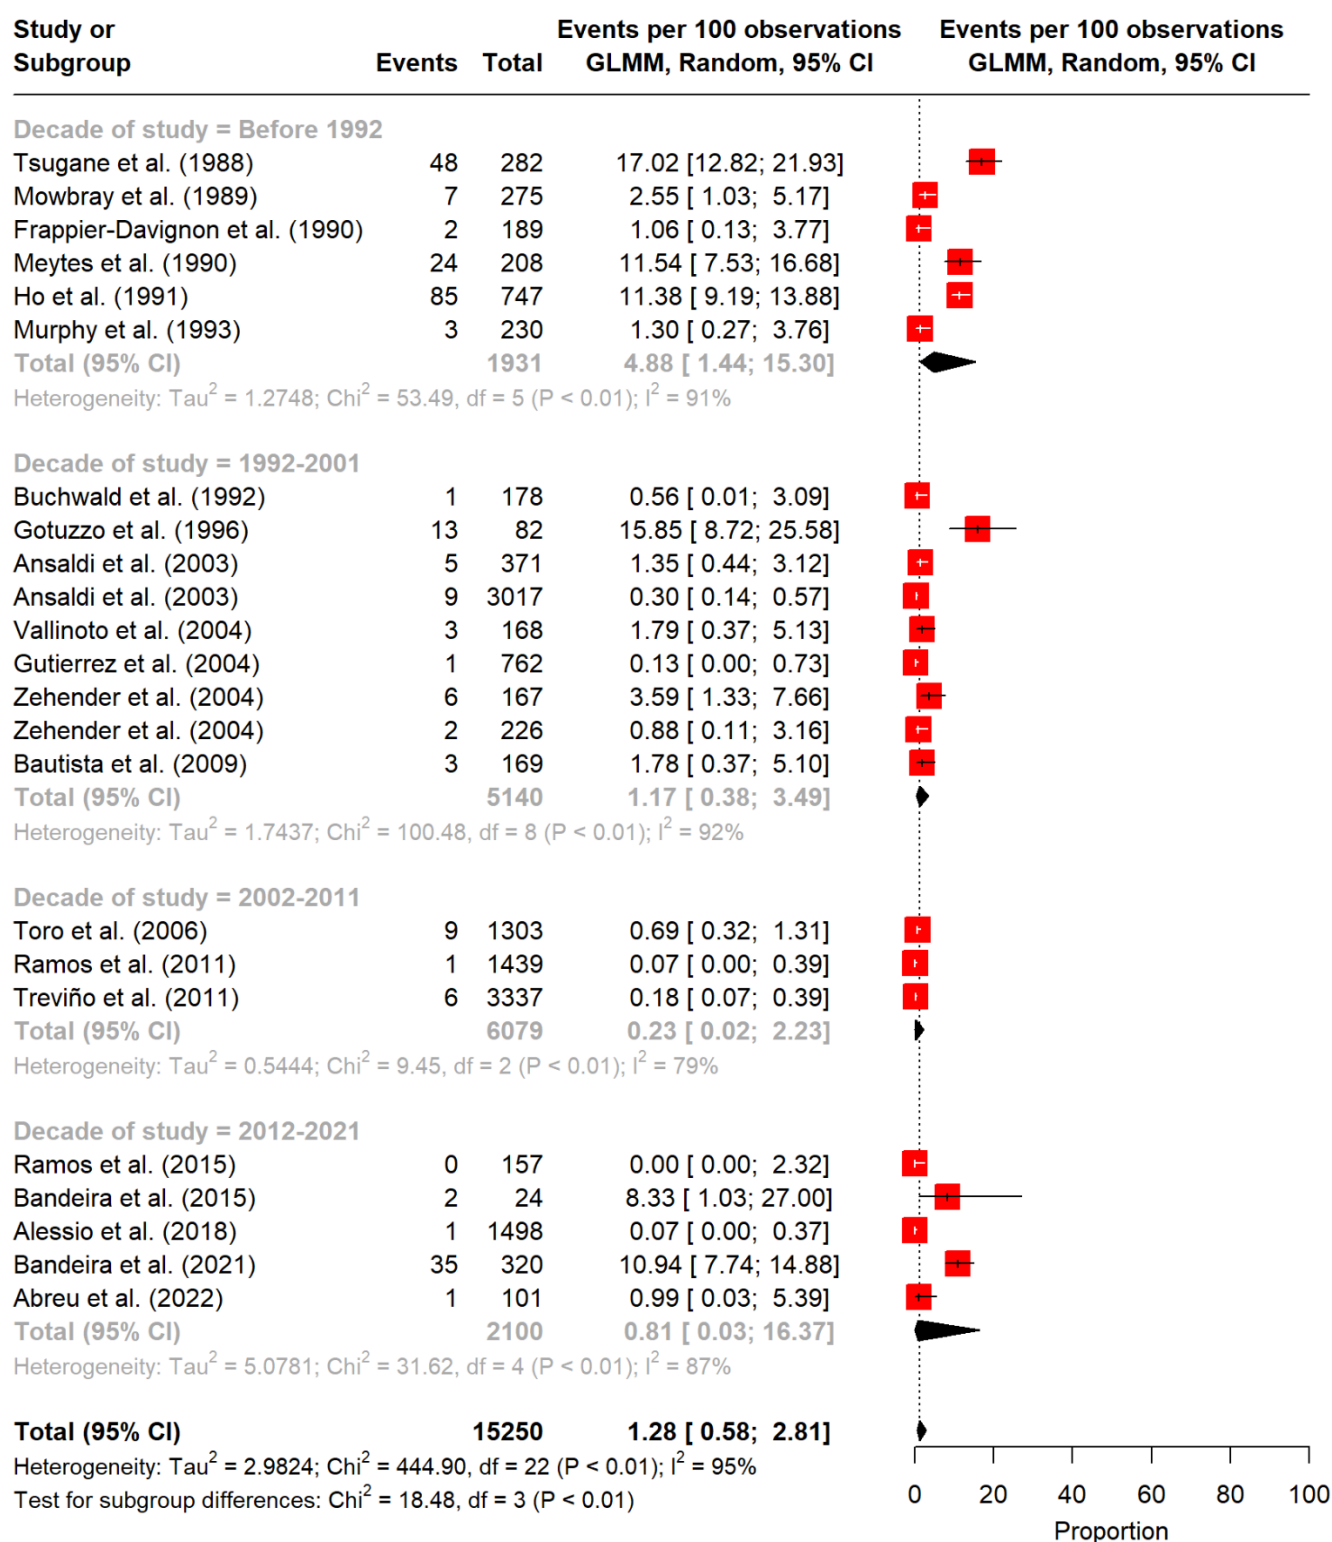 Study or Events per 100 observations Events per 100 observations
Subgroup Events Total GLMM, Random, 95% CI GLMM, Random, 95% CI
Decade of study = Before 1992
Tsugane et al. (1988) 48 282 17.02 [12.82; 21.93]
Mowbray et al. (1989) 7 275 2.55 [ 1.03; 5.17]
Frappier-Davignon et al. (1990) 2 189 1.06 [ 0.13; 3.77]
Meytes et al. (1990) 24 208 11.54 [ 7.53; 16.68]
Ho et al. (1991) 85 747 11.38 [ 9.19; 13.88]
Murphy et al. (1993) 3 230 1.30 [ 0.27; 3.76]
Total (95% CI) 1931 4.88 [ 1.44; 15.30]
Heterogeneity: Tau² = 1.2748; Chi² = 53.49, df = 5 (P < 0.01); I² = 91%
Decade of study = 1992-2001
Buchwald et al. (1992) 1 178 0.56 [ 0.01; 3.09]
Gotuzzo et al. (1996) 13 82 15.85 [ 8.72; 25.58]
Ansaldi et al. (2003) 5 371 1.35 [ 0.44; 3.12]
Ansaldi et al. (2003) 9 3017 0.30 [ 0.14; 0.57]
Vallinoto et al. (2004) 3 168 1.79 [ 0.37; 5.13]
Gutierrez et al. (2004) 1 762 0.13 [ 0.00; 0.73]
Zehender et al. (2004) 6 167 3.59 [ 1.33; 7.66]
Zehender et al. (2004) 2 226 0.88 [ 0.11; 3.16]
Bautista et al. (2009) 3 169 1.78 [ 0.37; 5.10]
Total (95% CI) 5140 1.17 [ 0.38; 3.49]
Heterogeneity: Tau² = 1.7437; Chi² = 100.48, df = 8 (P < 0.01); I² = 92%
Decade of study = 2002-2011
Toro et al. (2006) 9 1303 0.69 [ 0.32; 1.31]
Ramos et al. (2011) 1 1439 0.07 [ 0.00; 0.39]
Treviño et al. (2011) 6 3337 0.18 [ 0.07; 0.39]
Total (95% CI) 6079 0.23 [ 0.02; 2.23]
Heterogeneity: Tau² = 0.5444; Chi² = 9.45, df = 2 (P < 0.01); I² = 79%
Decade of study = 2012-2021
Ramos et al. (2015) 0 157 0.00 [ 0.00; 2.32]
Bandeira et al. (2015) 2 24 8.33 [ 1.03; 27.00]
Alessio et al. (2018) 1 1498 0.07 [ 0.00; 0.37]
Bandeira et al. (2021) 35 320 10.94 [ 7.74; 14.88]
Abreu et al. (2022) 1 101 0.99 [ 0.03; 5.39]
Total (95% CI) 2100 0.81 [ 0.03; 16.37]
Heterogeneity: Tau² = 5.0781; Chi² = 31.62, df = 4 (P < 0.01); I² = 87%
Total (95% CI) 15250 1.28 [ 0.58; 2.81]
Heterogeneity: Tau² = 2.9824; Chi² = 444.90, df = 22 (P < 0.01); I² = 95%
Test for subgroup differences: Chi² = 18.48, df = 3 (P < 0.01)
0 20 40 60 80 100
Proportion